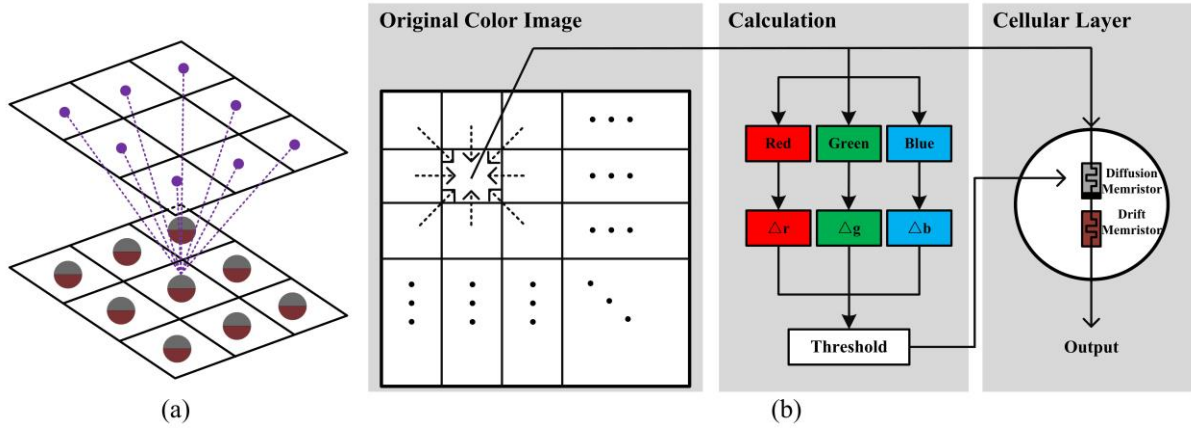 Original Color Image
Calculation
Cellular Layer
Red
Green
Blue
Diffusion
Memristor
△r
△g
△b
Drift
Memristor
Threshold
Output
(a)
(b)